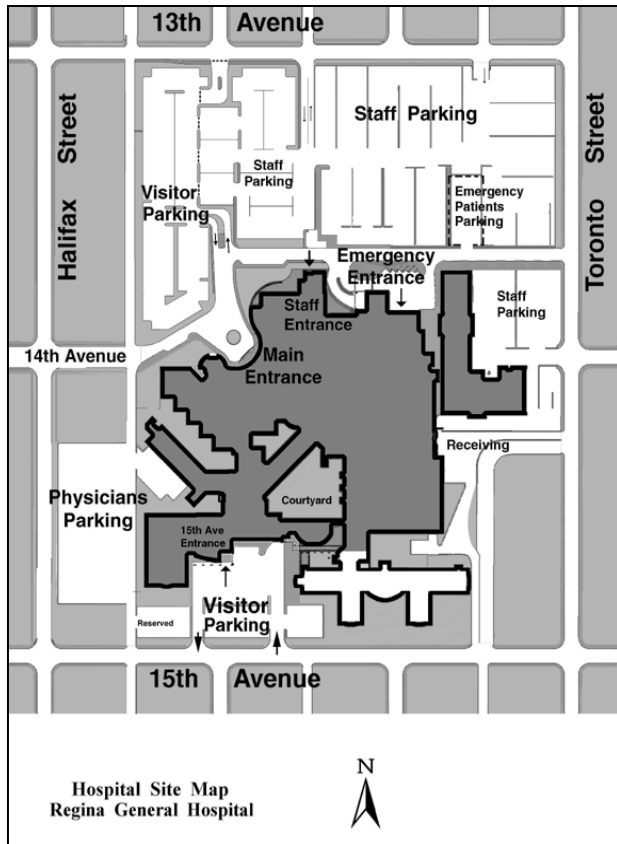 13th Avenue
Halifax Street
Toronto Street
Staff Parking
Staff
Parking
Visitor
Parking
Emergency
Patients
Parking
Emergency
Entrance
Staff
Entrance
Staff
Parking
14th Avenue
Main
Entrance
Receiving
Physicians
Parking
Courtyard
15th Ave
Entrance
Visitor
Parking
Reserved
15th Avenue
N
Hospital Site Map
Regina General Hospital